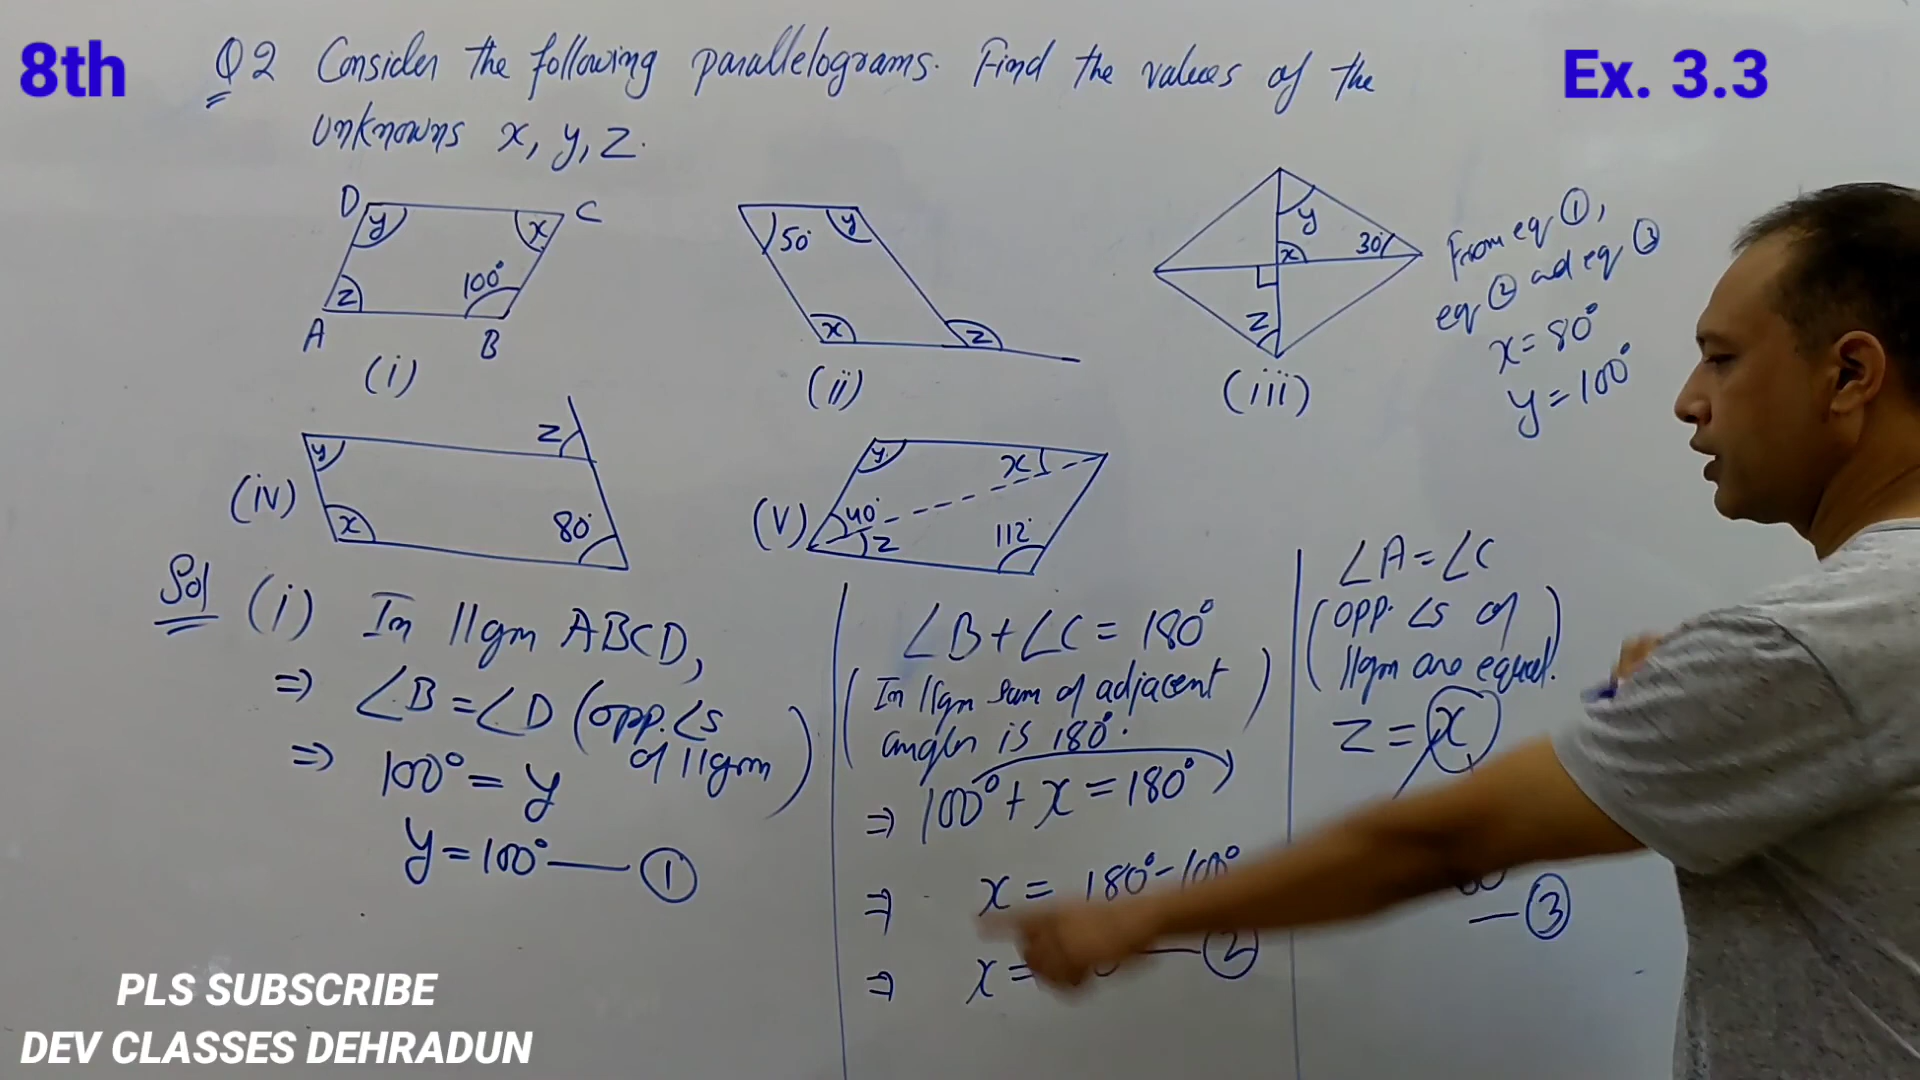 8th
Q2 Consider the following parallelograms. Find the values of the
unknowns x, y, z.
Ex. 3.3
D y x C
z 100°
A B
(i)
50° y
x z
(ii)
y
x 30°
z
(iii)
From eq ①,
eq ② and eq ③
x = 80°
y = 100°
(iv)
y z
x 80°
(v)
y x
40°
z 112°
Sol (i) In ||gm ABCD,
⇒ ∠B = ∠D (opp. ∠s
of ||gm)
⇒ 100° = y
y = 100° — ①
∠B + ∠C = 180°
(In ||gm sum of adjacent
angles is 180°.)
⇒ 100° + x = 180°
⇒ x = 180° - 100°
⇒ x = — ②
∠A = ∠C
(opp. ∠s of
||gm are equal.)
z = x
— ③
PLS SUBSCRIBE
DEV CLASSES DEHRADUN